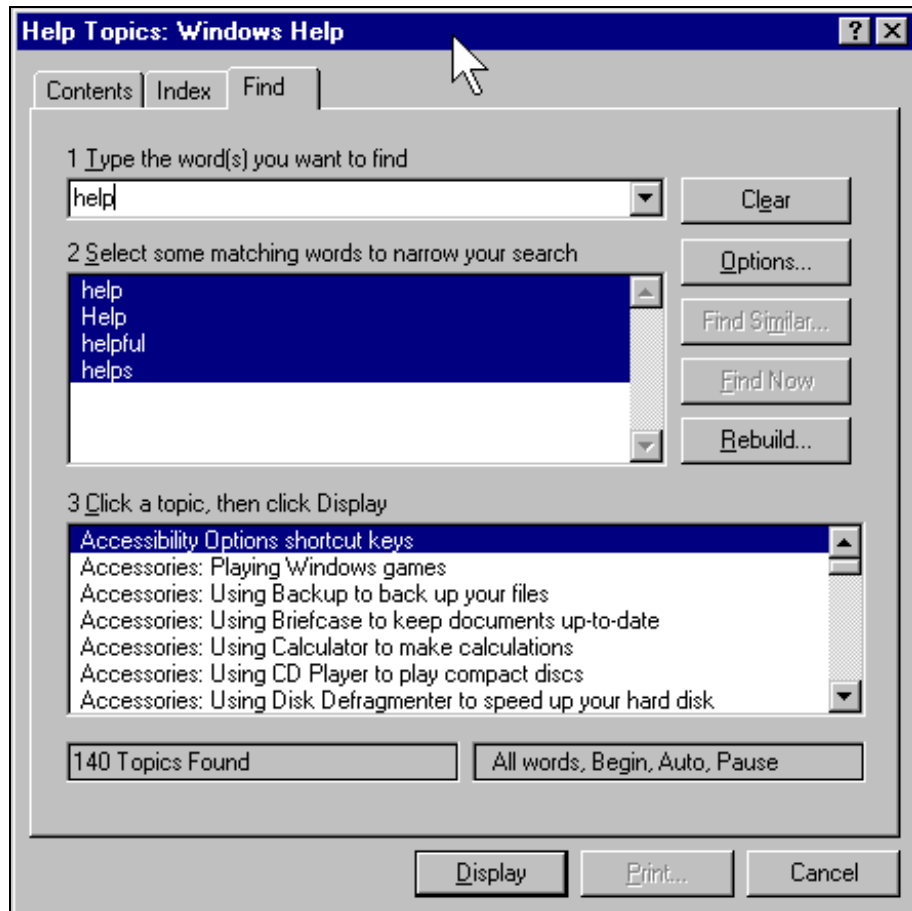 Help Topics: Windows Help
Contents Index Find
1 Type the word(s) you want to find
help
Clear
2 Select some matching words to narrow your search
Options...
help
Help
helpful
helps
Find Similar...
Find Now
Rebuild...
3 Click a topic, then click Display
Accessibility Options shortcut keys
Accessories: Playing Windows games
Accessories: Using Backup to back up your files
Accessories: Using Briefcase to keep documents up-to-date
Accessories: Using Calculator to make calculations
Accessories: Using CD Player to play compact discs
Accessories: Using Disk Defragmenter to speed up your hard disk
140 Topics Found
All words, Begin, Auto, Pause
Display Print... Cancel